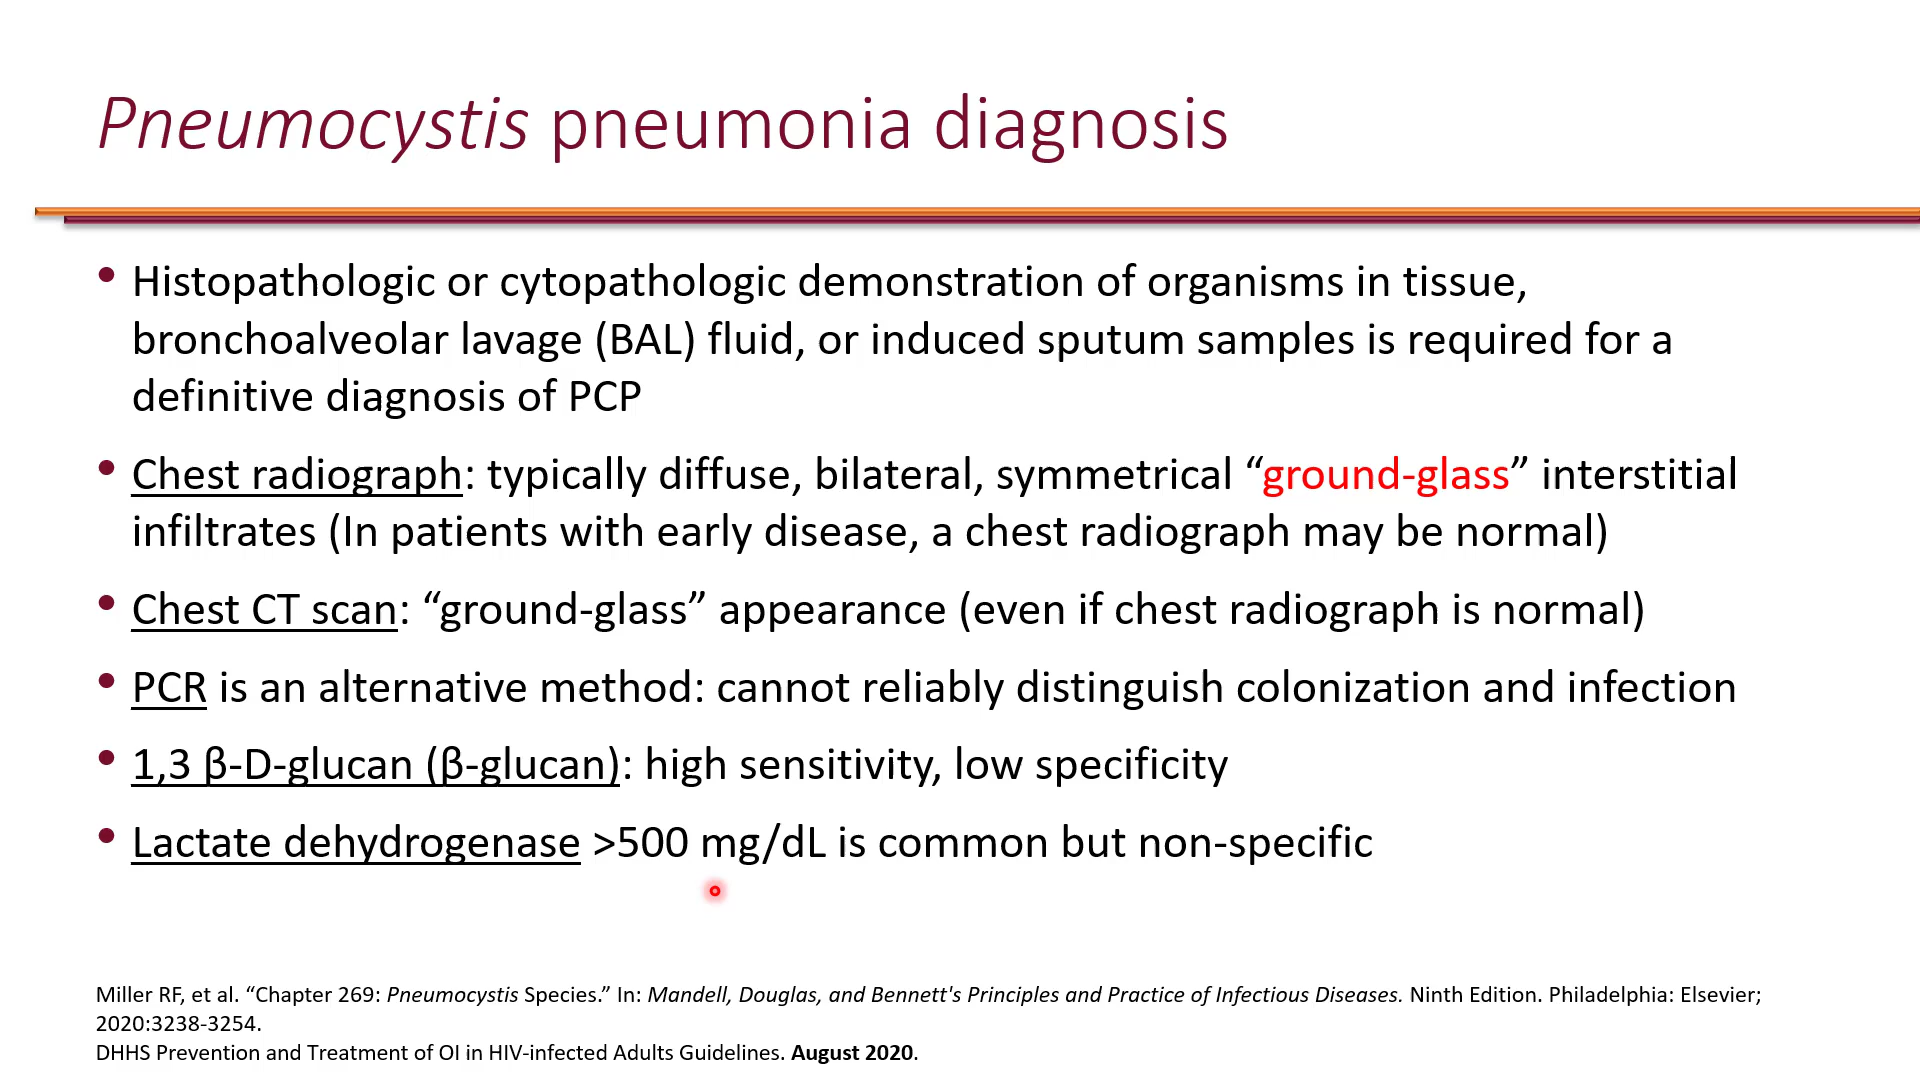 Pneumocystis pneumonia diagnosis
• Histopathologic or cytopathologic demonstration of organisms in tissue,
bronchoalveolar lavage (BAL) fluid, or induced sputum samples is required for a
definitive diagnosis of PCP
• Chest radiograph: typically diffuse, bilateral, symmetrical “ground-glass” interstitial
infiltrates (In patients with early disease, a chest radiograph may be normal)
• Chest CT scan: “ground-glass” appearance (even if chest radiograph is normal)
• PCR is an alternative method: cannot reliably distinguish colonization and infection
• 1,3 β-D-glucan (β-glucan): high sensitivity, low specificity
• Lactate dehydrogenase >500 mg/dL is common but non-specific
Miller RF, et al. “Chapter 269: Pneumocystis Species.” In: Mandell, Douglas, and Bennett's Principles and Practice of Infectious Diseases. Ninth Edition. Philadelphia: Elsevier;
2020:3238-3254.
DHHS Prevention and Treatment of OI in HIV-infected Adults Guidelines. August 2020.